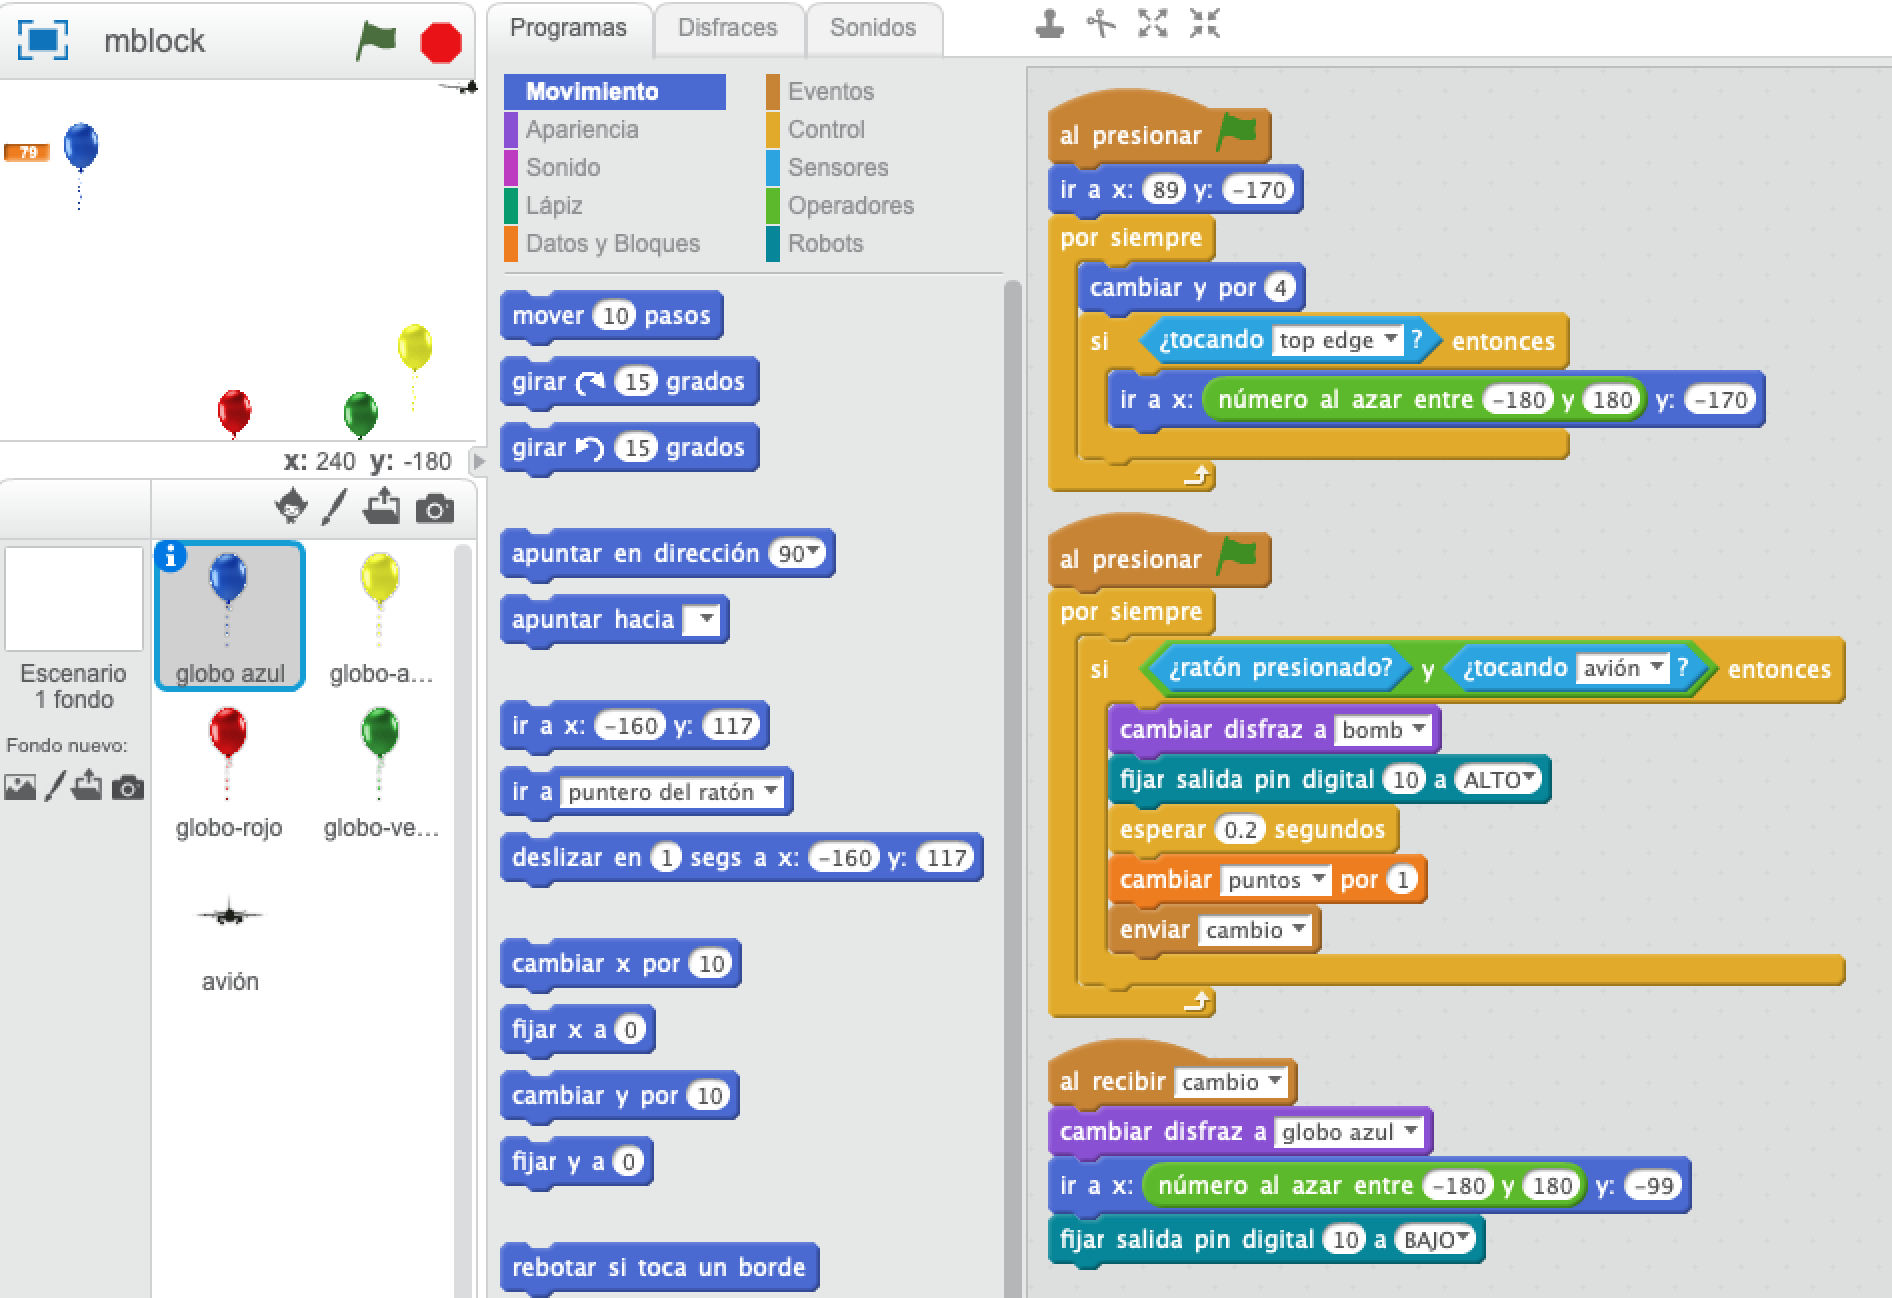 mblock
79
x: 240 y: -180
Escenario
1 fondo
Fondo nuevo:
globo azul
globo-a...
globo-rojo
globo-ve...
avión
Programas
Disfraces
Sonidos
Movimiento
Apariencia
Sonido
Lápiz
Datos y Bloques
Eventos
Control
Sensores
Operadores
Robots
mover 10 pasos
girar 15 grados
girar 15 grados
apuntar en dirección 90
apuntar hacia
ir a x: -160 y: 117
ir a puntero del ratón
deslizar en 1 segs a x: -160 y: 117
cambiar x por 10
fijar x a 0
cambiar y por 10
fijar y a 0
rebotar si toca un borde
al presionar
ir a x: 89 y: -170
por siempre
cambiar y por 4
si ¿tocando top edge ? entonces
ir a x: número al azar entre -180 y 180 y: -170
al presionar
por siempre
si ¿ratón presionado? y ¿tocando avión ? entonces
cambiar disfraz a bomb
fijar salida pin digital 10 a ALTO
esperar 0.2 segundos
cambiar puntos por 1
enviar cambio
al recibir cambio
cambiar disfraz a globo azul
ir a x: número al azar entre -180 y 180 y: -99
fijar salida pin digital 10 a BAJO